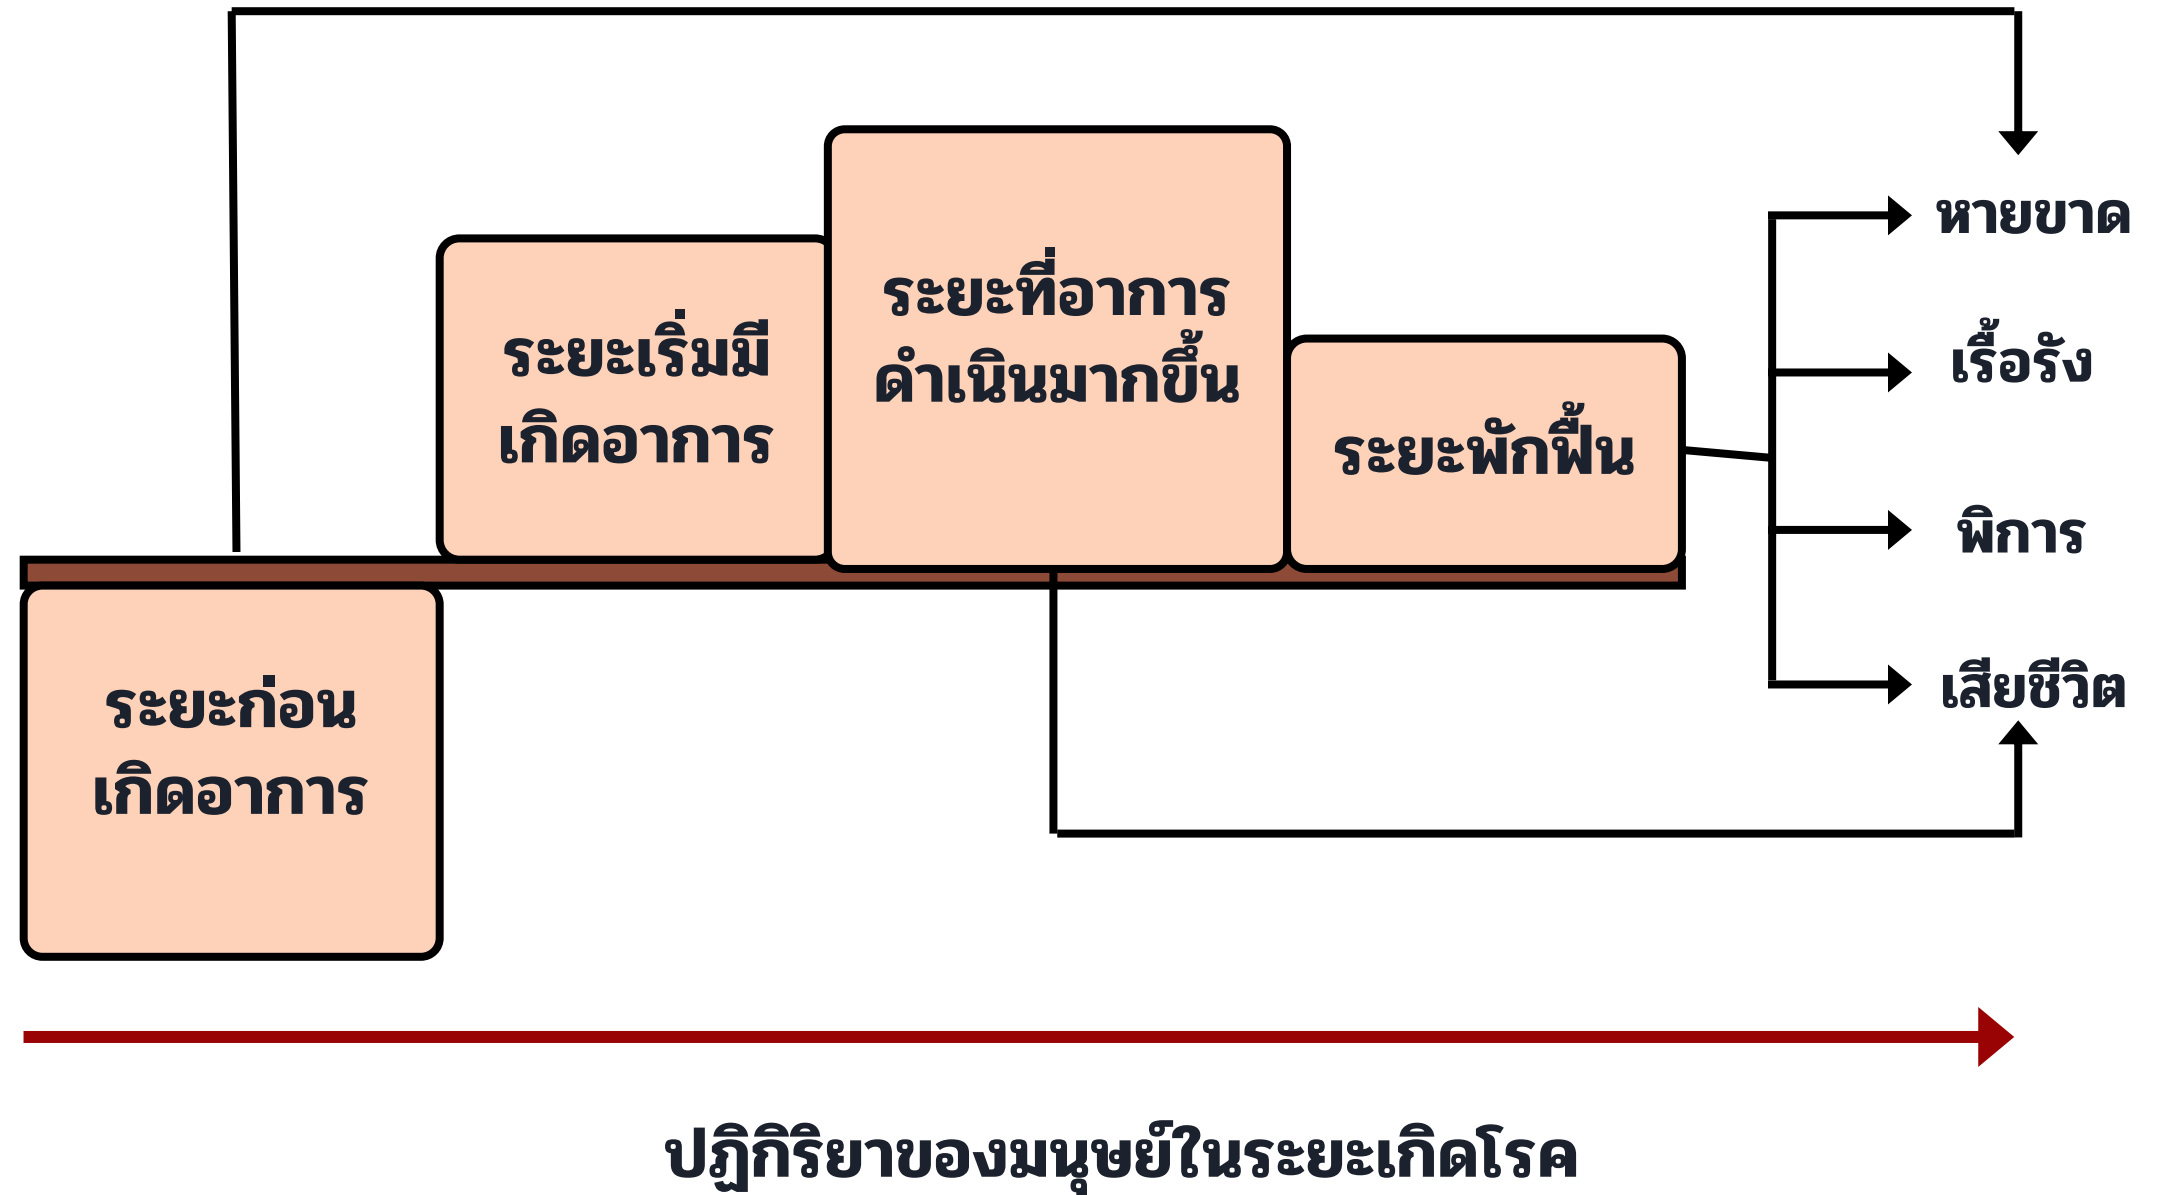 ระยะก่อน
เกิดอาการ
ระยะเริ่มมี
เกิดอาการ
ระยะที่อาการ
ดำเนินมากขึ้น
ระยะพักฟื้น
หายขาด
เรื้อรัง
พิการ
เสียชีวิต
ปฏิกิริยาของมนุษย์ในระยะเกิดโรค